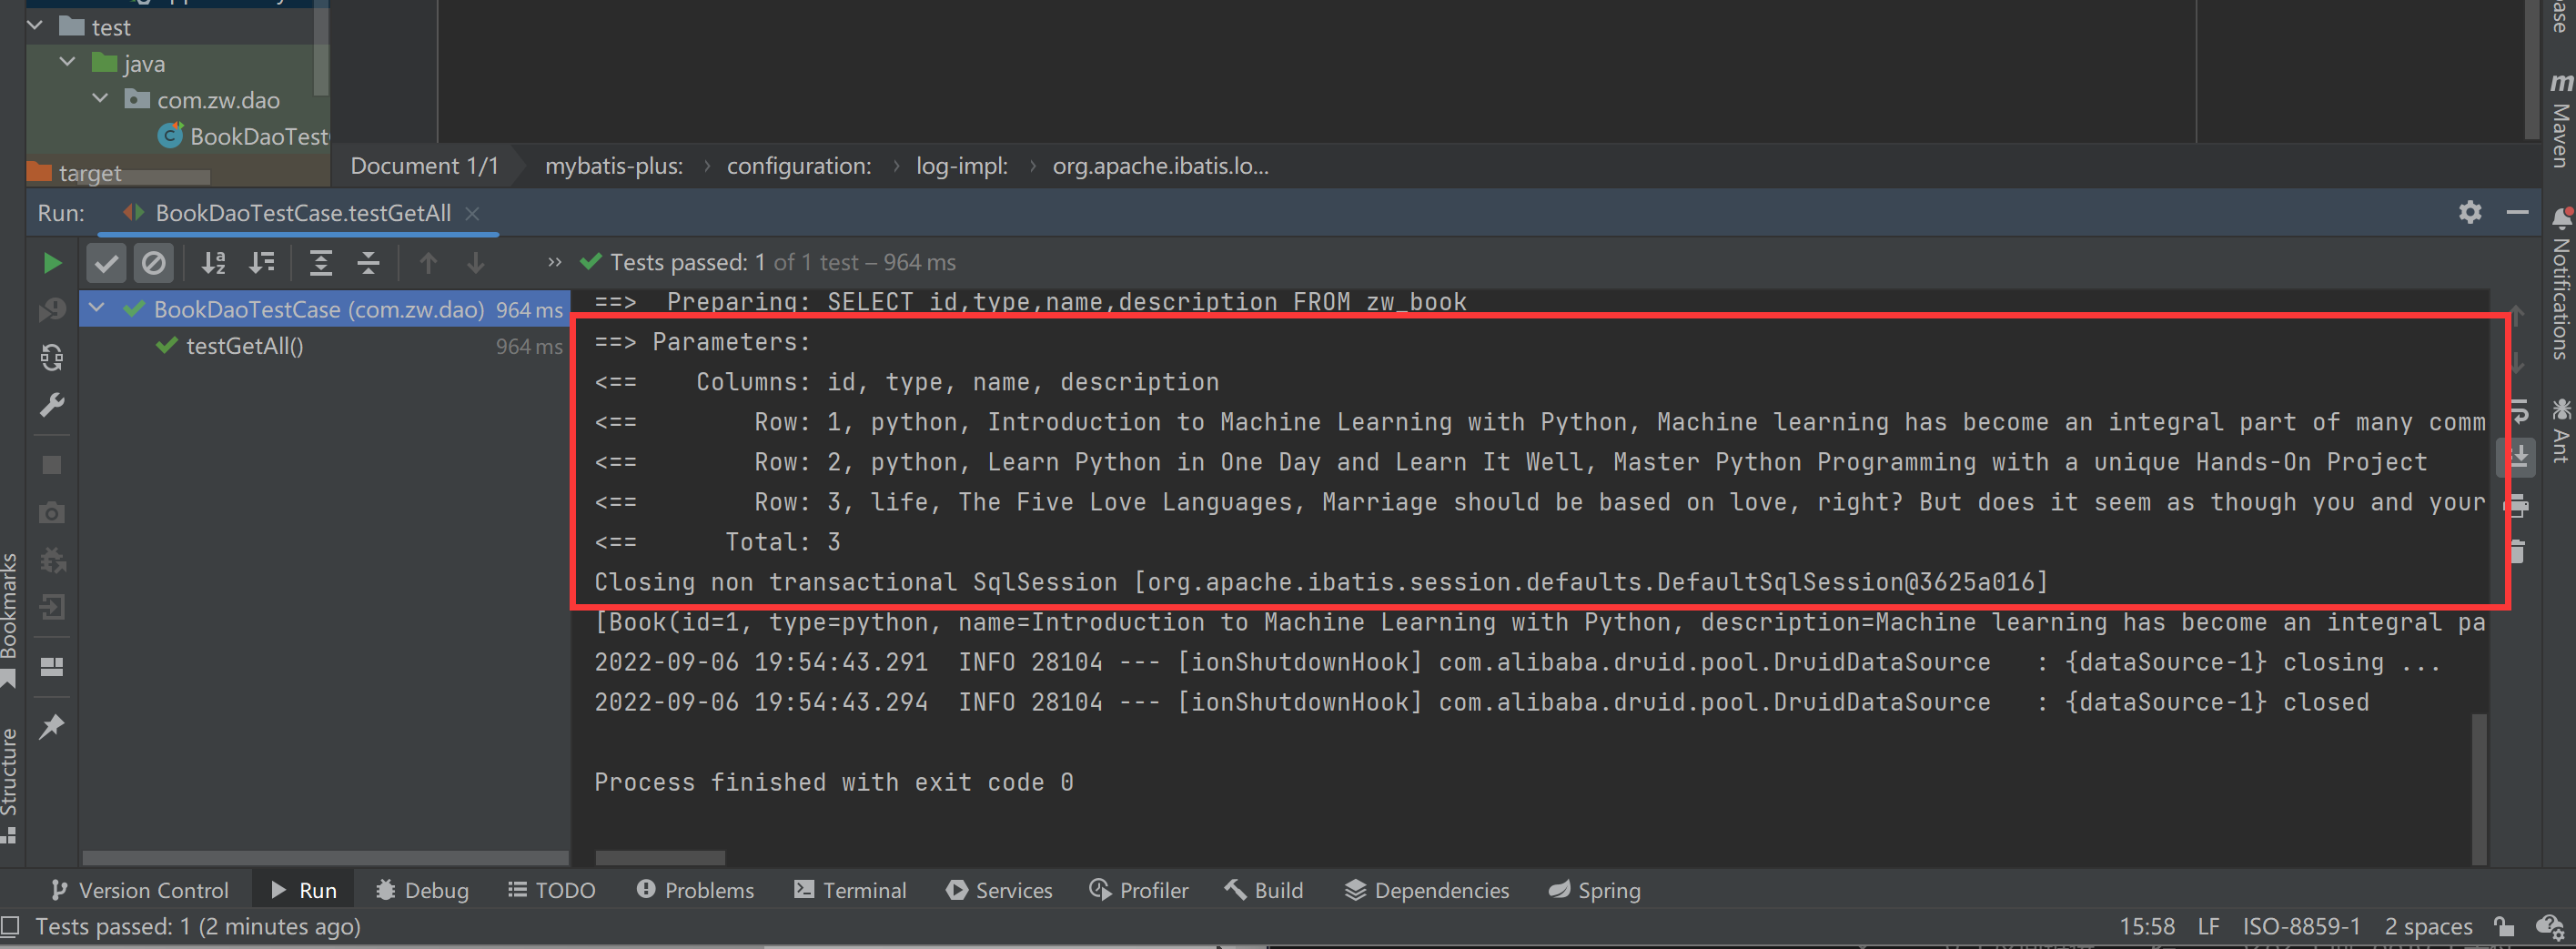 test
java
com.zw.dao
BookDaoTest
target
Document 1/1 mybatis-plus: › configuration: › log-impl: › org.apache.ibatis.lo...
Run: BookDaoTestCase.testGetAll
Tests passed: 1 of 1 test – 964 ms
BookDaoTestCase (com.zw.dao) 964 ms
testGetAll() 964 ms
==>  Preparing: SELECT id,type,name,description FROM zw_book
==> Parameters:
<==    Columns: id, type, name, description
<==        Row: 1, python, Introduction to Machine Learning with Python, Machine learning has become an integral part of many comm
<==        Row: 2, python, Learn Python in One Day and Learn It Well, Master Python Programming with a unique Hands-On Project
<==        Row: 3, life, The Five Love Languages, Marriage should be based on love, right? But does it seem as though you and your
<==      Total: 3
Closing non transactional SqlSession [org.apache.ibatis.session.defaults.DefaultSqlSession@3625a016]
[Book(id=1, type=python, name=Introduction to Machine Learning with Python, description=Machine learning has become an integral pa
2022-09-06 19:54:43.291  INFO 28104 --- [ionShutdownHook] com.alibaba.druid.pool.DruidDataSource   : {dataSource-1} closing ...
2022-09-06 19:54:43.294  INFO 28104 --- [ionShutdownHook] com.alibaba.druid.pool.DruidDataSource   : {dataSource-1} closed
Process finished with exit code 0
Bookmarks
Structure
Maven
Notifications
Ant
Version Control Run Debug TODO Problems Terminal Services Profiler Build Dependencies Spring
Tests passed: 1 (2 minutes ago) 15:58 LF ISO-8859-1 2 spaces